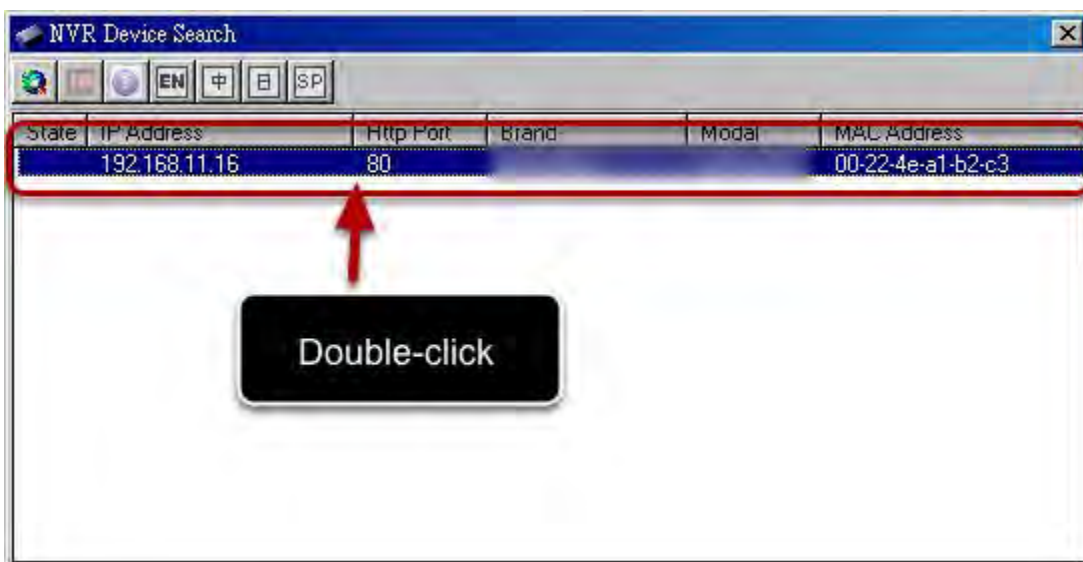 NVR Device Search
EN 中 日 SP
State IP Address Http Port Brand Modal MAC Address
192.168.11.16 80 00-22-4e-a1-b2-c3
Double-click